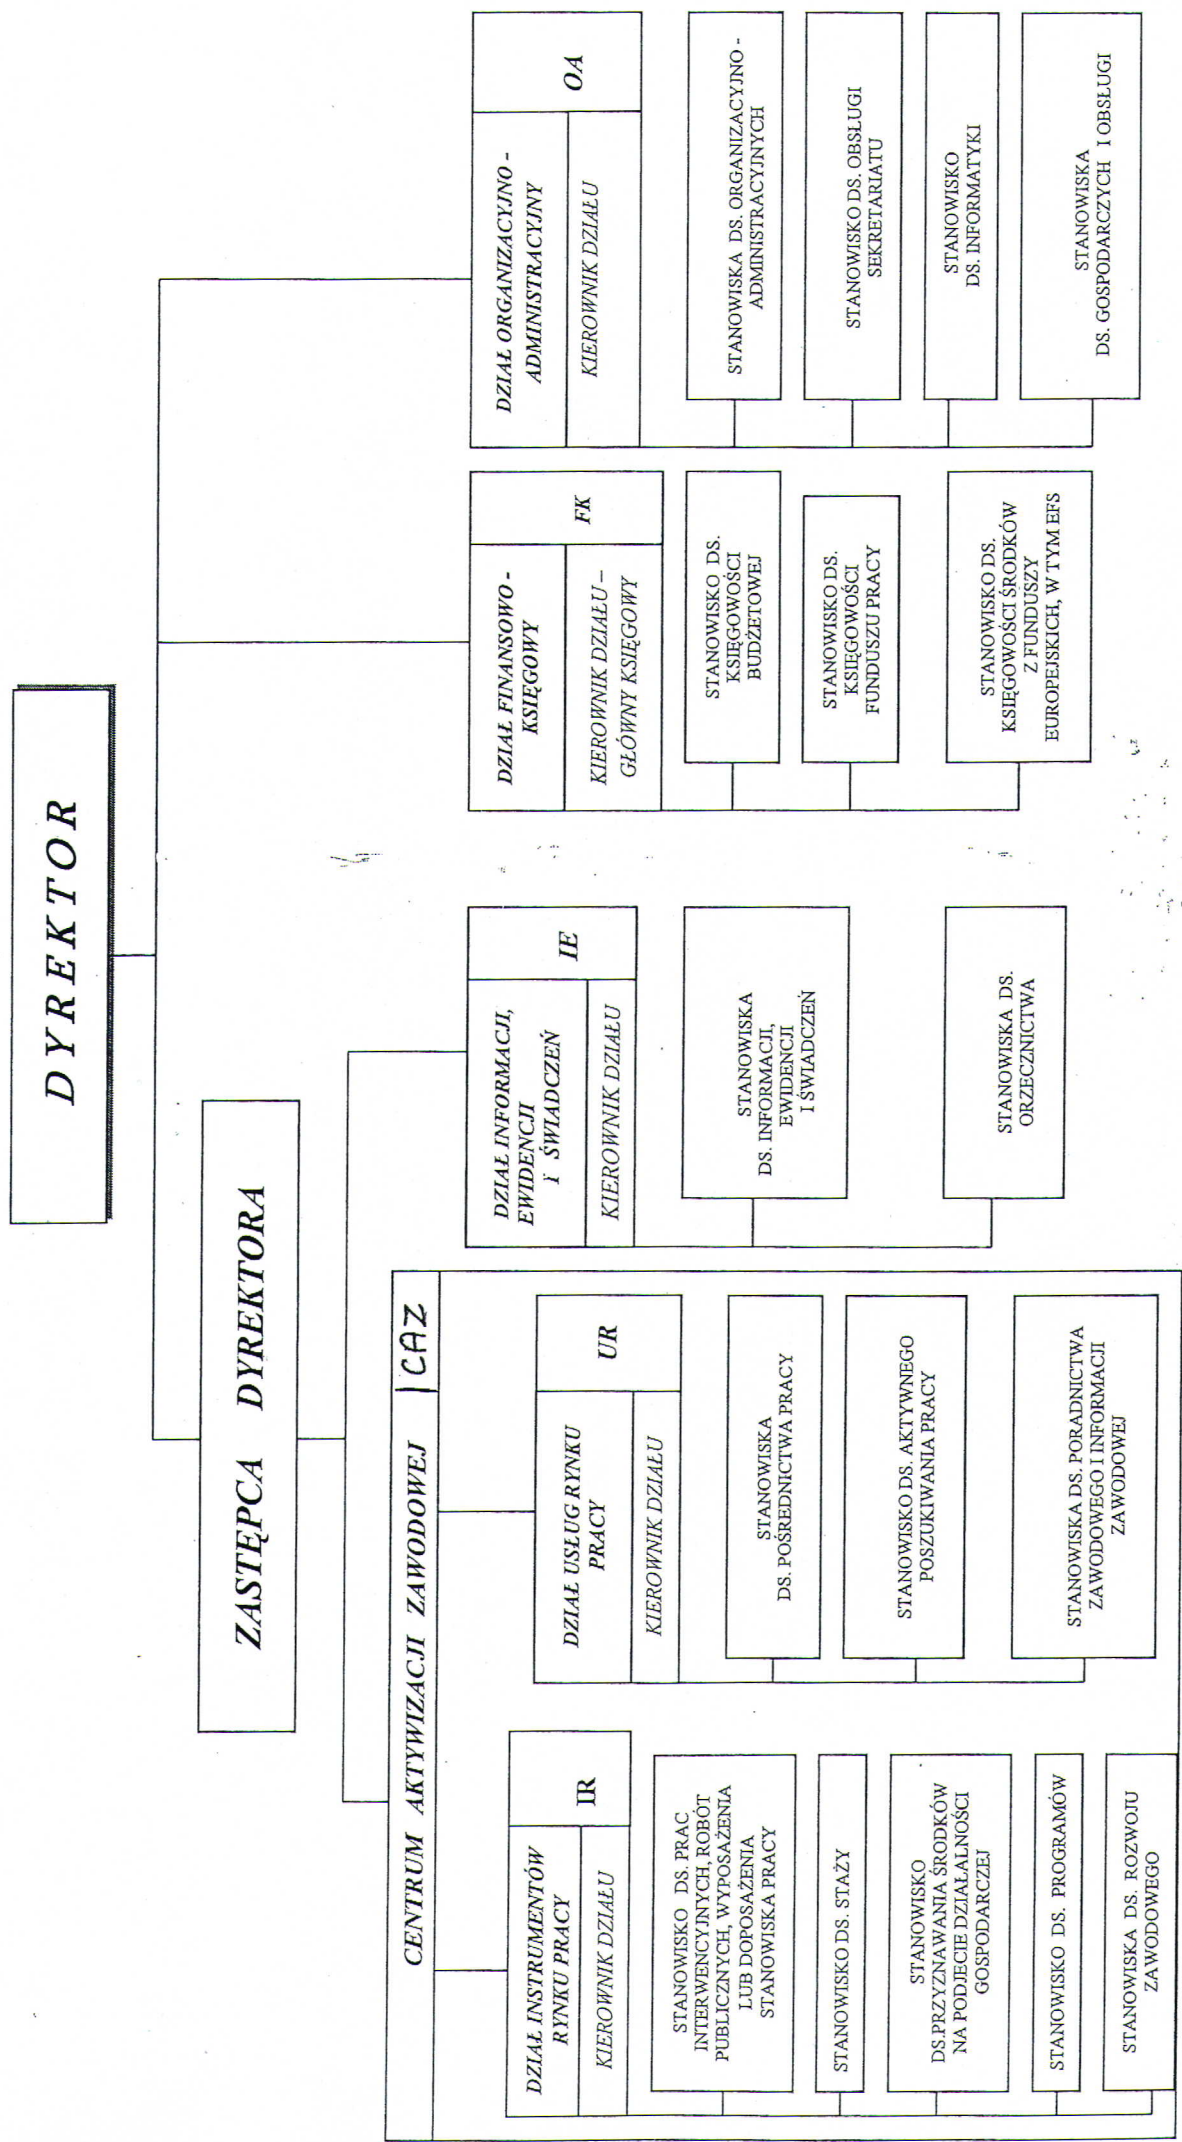 DYREKTOR
ZASTĘPCA DYREKTORA
CENTRUM AKTYWIZACJI ZAWODOWEJ | CAZ
DZIAŁ INSTRUMENTÓW
RYNKU PRACY
IR
KIEROWNIK DZIAŁU
STANOWISKO DS. PRAC
INTERWENCYJNYCH, ROBÓT
PUBLICZNYCH, WYPOSAŻENIA
LUB DOPOSAŻENIA
STANOWISKA PRACY
STANOWISKO DS. STAŻY
STANOWISKO
DS.PRZYZNAWANIA ŚRODKÓW
NA PODJECIE DZIAŁALNOŚCI
GOSPODARCZEJ
STANOWISKO DS. PROGRAMÓW
STANOWISKA DS. ROZWOJU
ZAWODOWEGO
DZIAŁ USŁUG RYNKU
PRACY
UR
KIEROWNIK DZIAŁU
STANOWISKA
DS. POŚREDNICTWA PRACY
STANOWISKO DS. AKTYWNEGO
POSZUKIWANIA PRACY
STANOWISKA DS. PORADNICTWA
ZAWODOWEGO I INFORMACJI
ZAWODOWEJ
DZIAŁ INFORMACJI,
EWIDENCJI
I ŚWIADCZEŃ
IE
KIEROWNIK DZIAŁU
STANOWISKA
DS. INFORMACJI,
EWIDENCJI
I ŚWIADCZEŃ
STANOWISKA DS.
ORZECZNICTWA
DZIAŁ FINANSOWO -
KSIĘGOWY
FK
KIEROWNIK DZIAŁU –
GŁÓWNY KSIĘGOWY
STANOWISKO DS.
KSIĘGOWOŚCI
BUDŻETOWEJ
STANOWISKO DS.
KSIĘGOWOŚCI
FUNDUSZU PRACY
STANOWISKO DS.
KSIĘGOWOŚCI ŚRODKÓW
Z FUNDUSZY
EUROPEJSKICH, W TYM EFS
DZIAŁ ORGANIZACYJNO -
ADMINISTRACYJNY
OA
KIEROWNIK DZIAŁU
STANOWISKA DS. ORGANIZACYJNO -
ADMINISTRACYJNYCH
STANOWISKO DS. OBSŁUGI
SEKRETARIATU
STANOWISKO
DS. INFORMATYKI
STANOWISKA
DS. GOSPODARCZYCH I OBSŁUGI